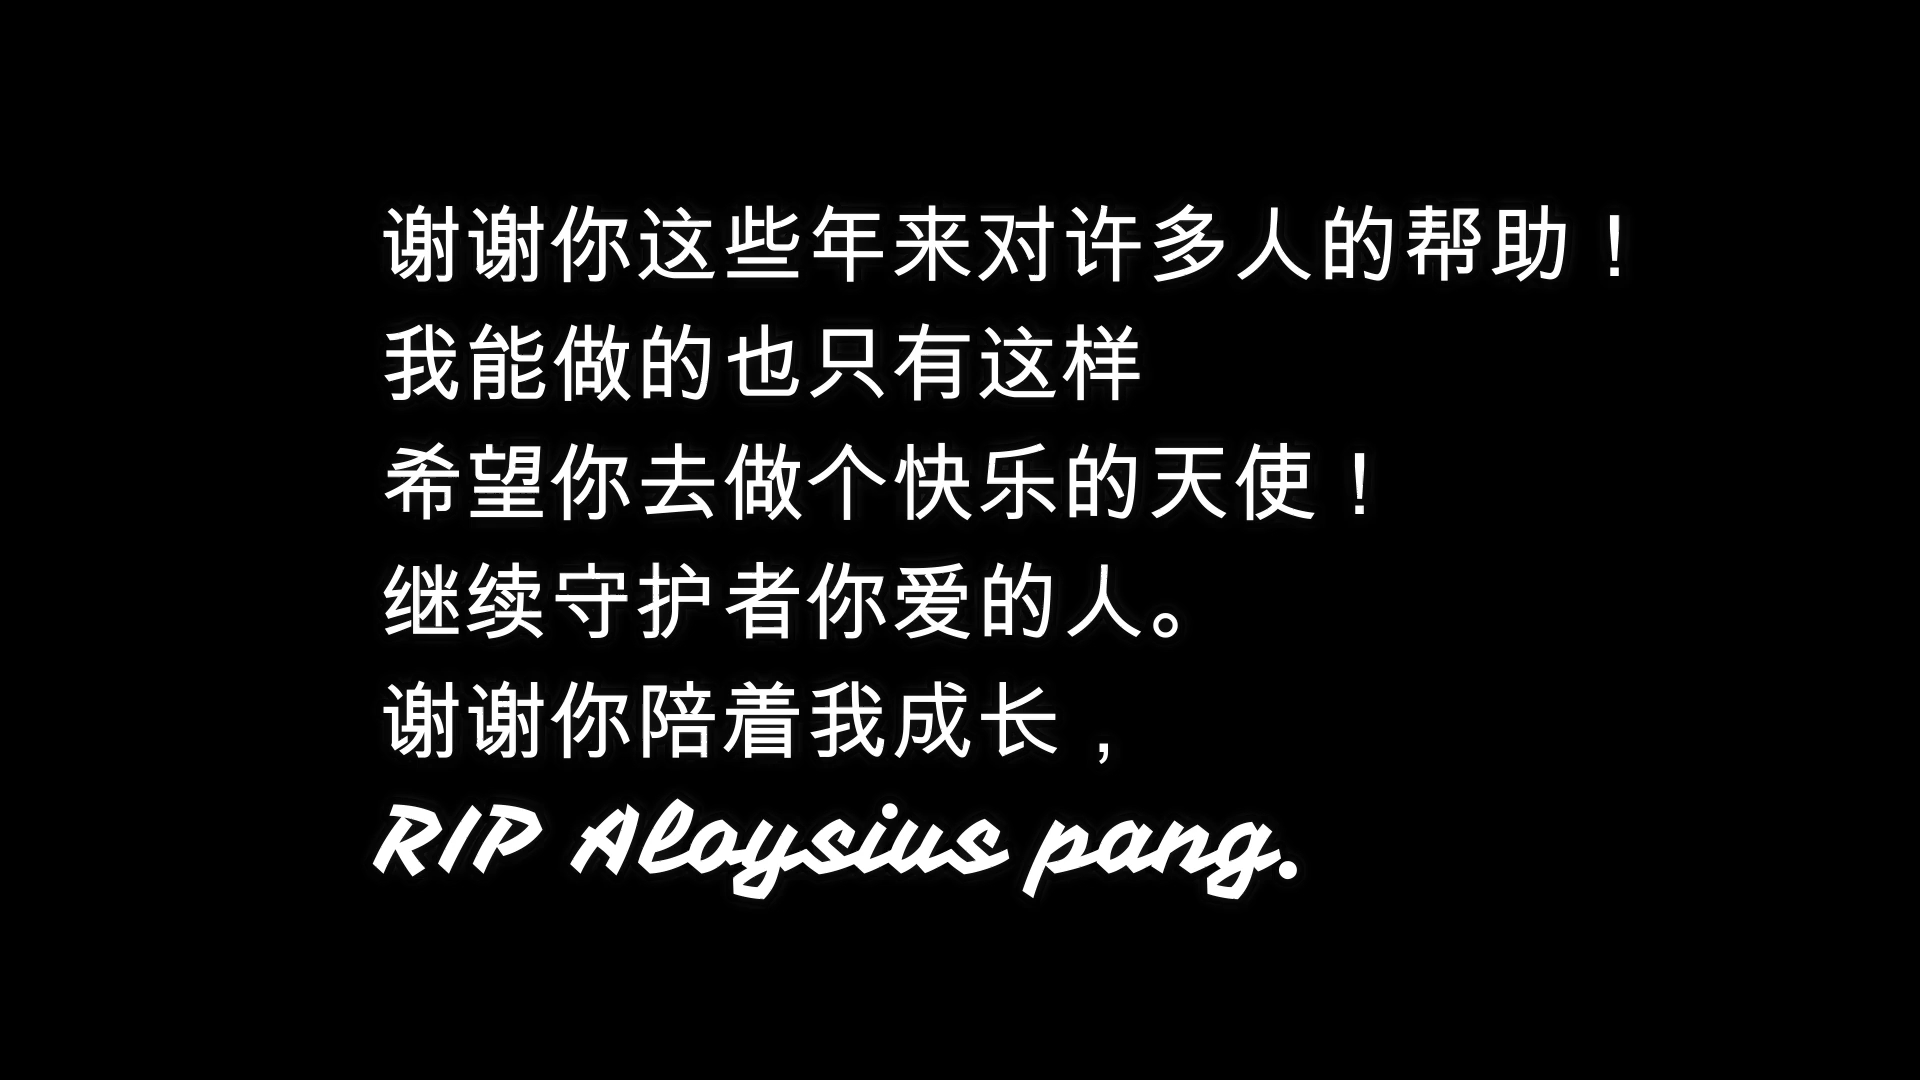 谢谢你这些年来对许多人的帮助！
我能做的也只有这样
希望你去做个快乐的天使！
继续守护者你爱的人。
谢谢你陪着我成长，
RIP Aloysius pang.